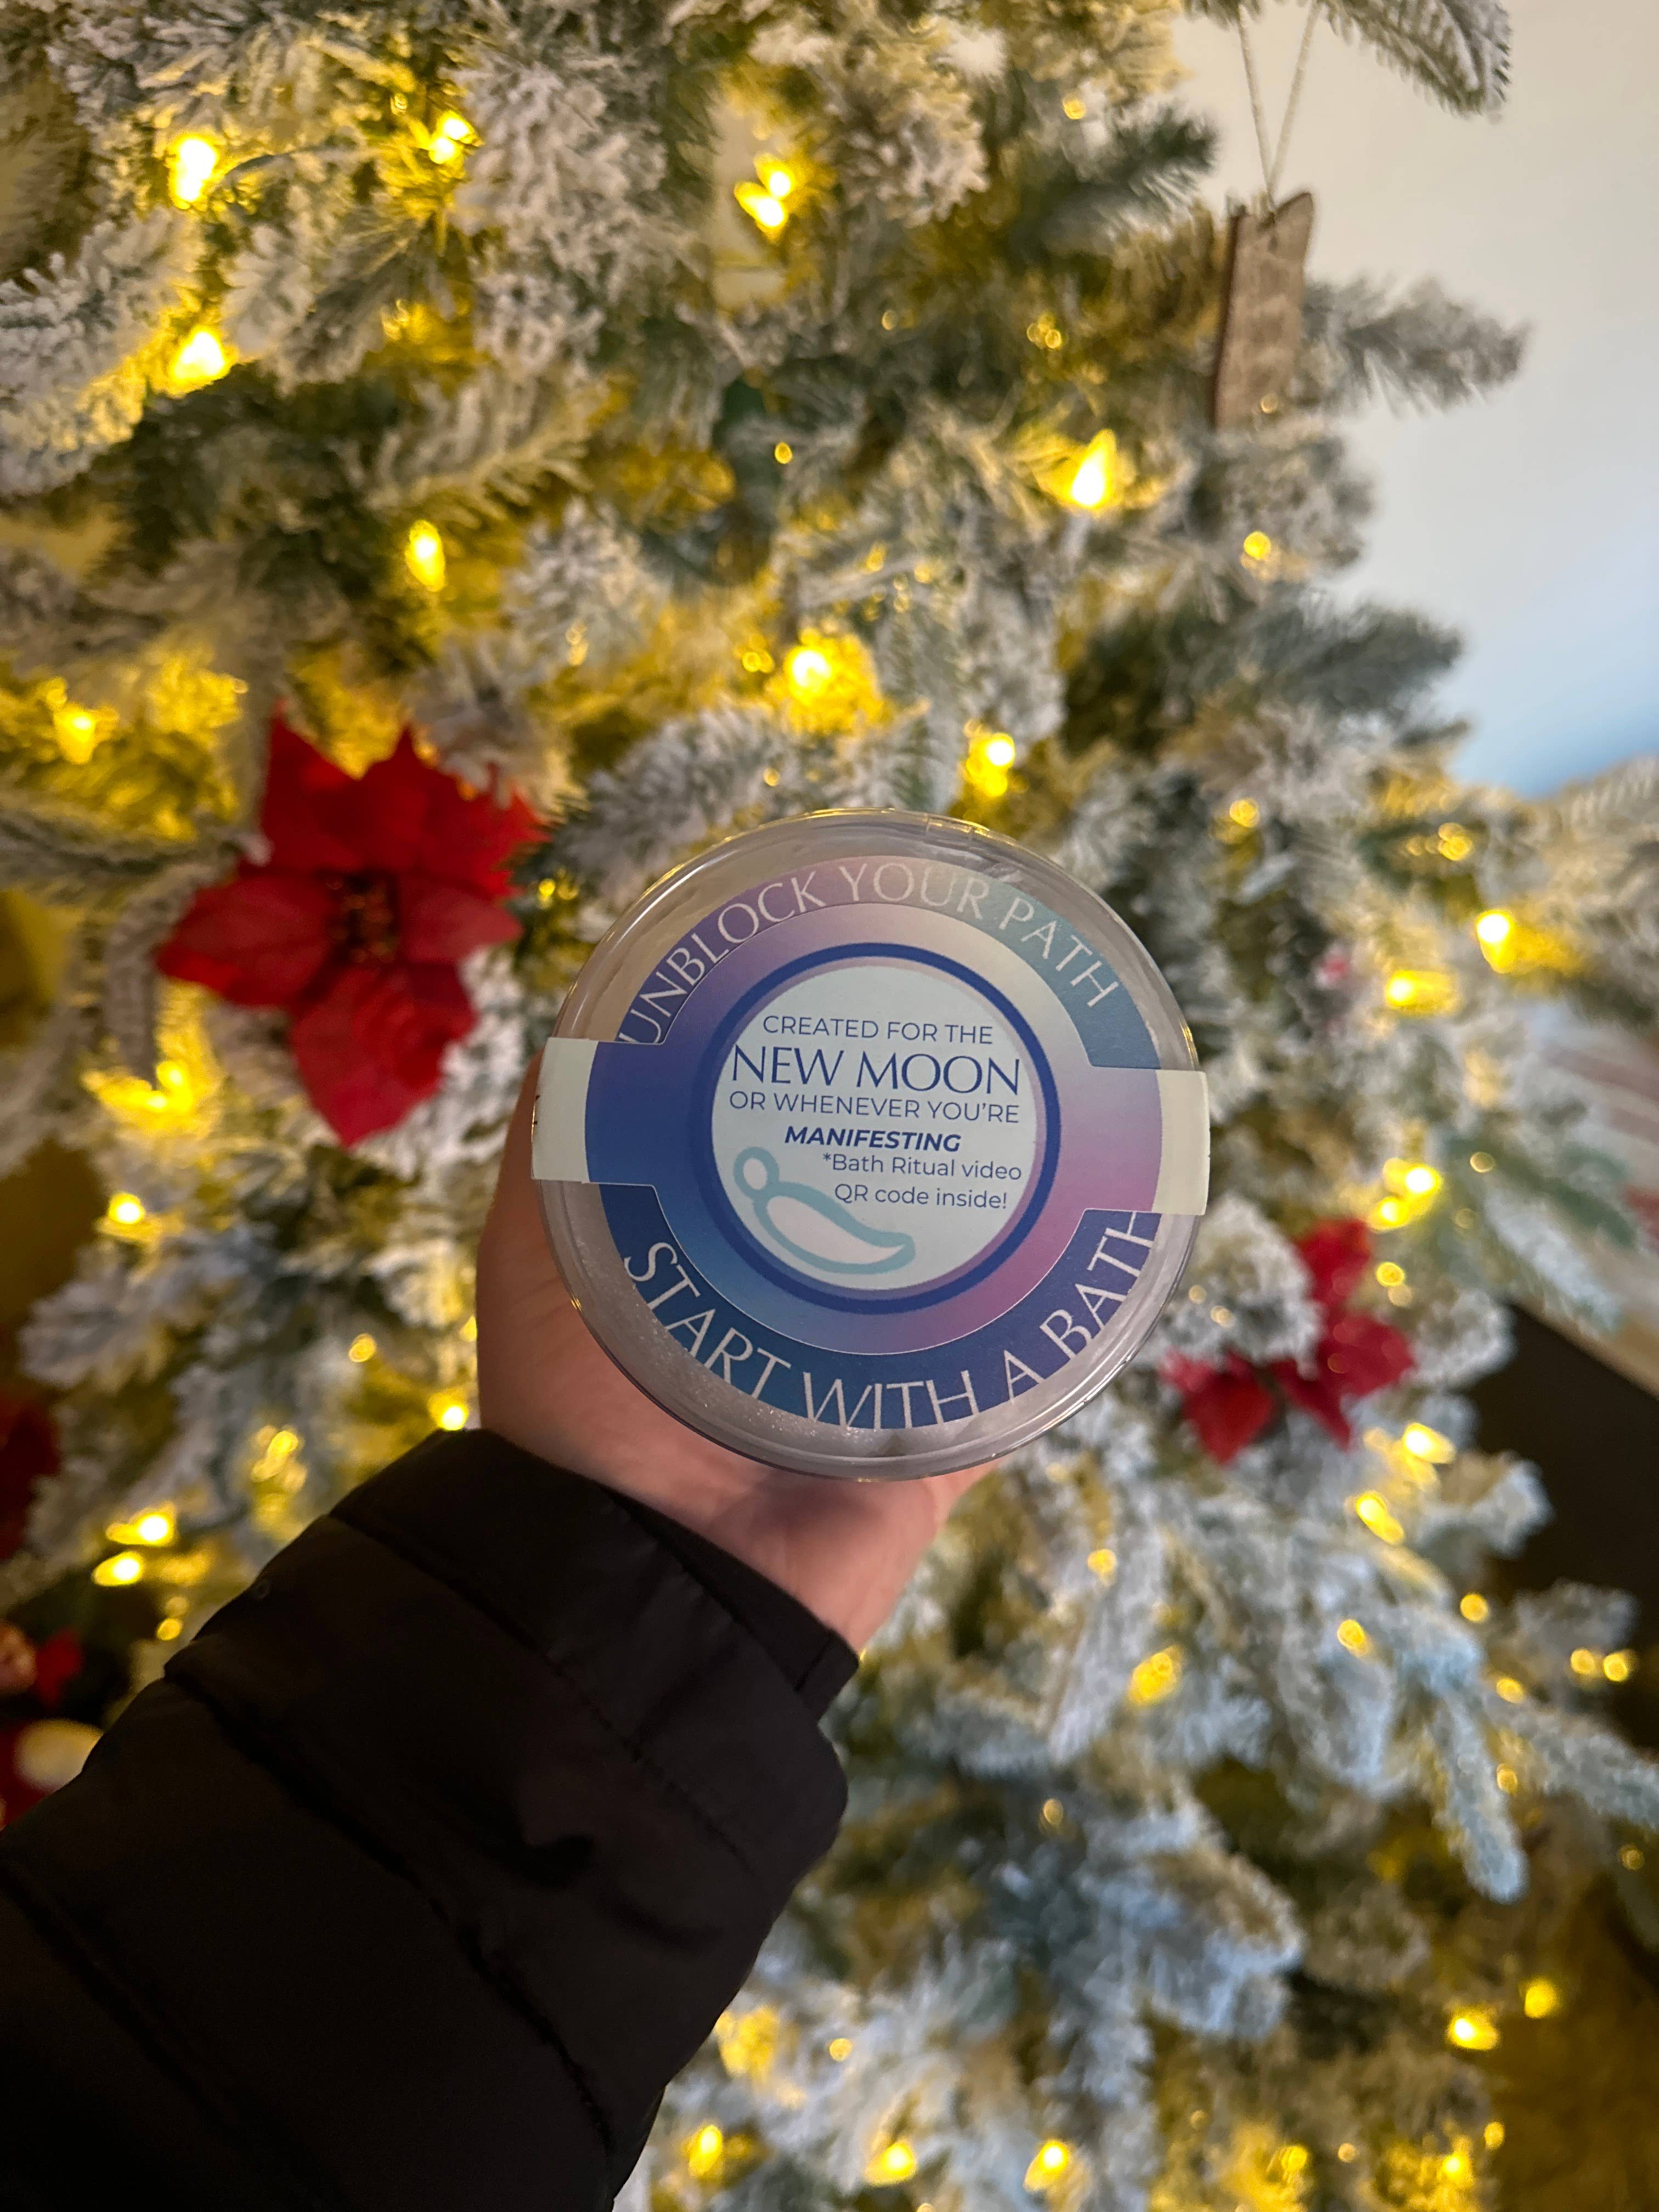 UNBLOCK YOUR PATH
CREATED FOR THE
NEW MOON
OR WHENEVER YOU'RE
MANIFESTING
*Bath Ritual video
QR code inside!
START WITH A BATH